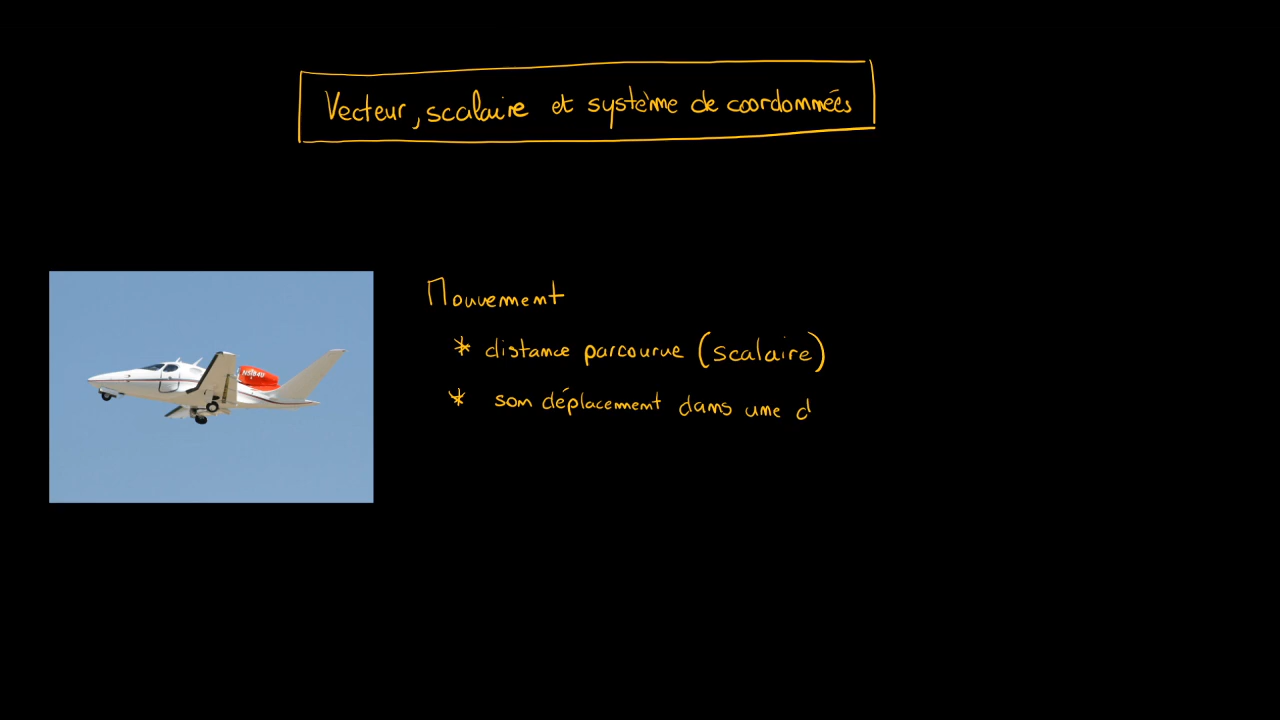 Vecteur, scalaire et système de coordonnées
Mouvement
* distance parcourue (scalaire)
* son déplacement dans une d